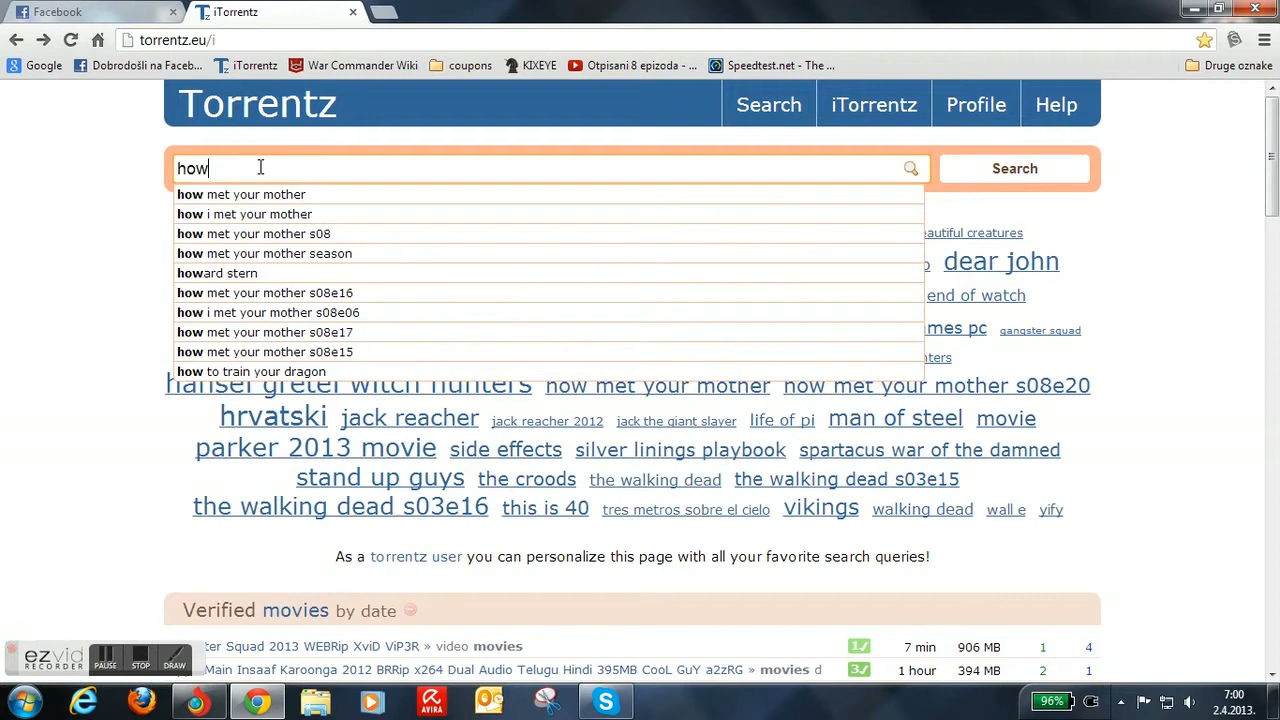 Facebook
iTorrentz
torrentz.eu/i
Google
Dobrodošli na Faceb...
iTorrentz
War Commander Wiki
coupons
KIXEYE
Otpisani 8 epizoda - ...
Speedtest.net - The ...
Druge oznake
Torrentz
Search
iTorrentz
Profile
Help
how
Search
how met your mother
how i met your mother
how met your mother s08
how met your mother season
howard stern
how met your mother s08e16
how i met your mother s08e06
how met your mother s08e17
how met your mother s08e15
how to train your dragon
eautiful creatures
dear john
end of watch
mes pc gangster squad
hansel greter witch hunters how met your mother how met your mother s08e20
hrvatski jack reacher jack reacher 2012 jack the giant slayer life of pi man of steel movie
parker 2013 movie side effects silver linings playbook spartacus war of the damned
stand up guys the croods the walking dead the walking dead s03e15
the walking dead s03e16 this is 40 tres metros sobre el cielo vikings walking dead wall e yify
As a torrentz user you can personalize this page with all your favorite search queries!
Verified movies by date
ter Squad 2013 WEBRip XviD ViP3R » video movies 1✓ 7 min 906 MB 1 4
Main Insaaf Karoonga 2012 BRRip x264 Dual Audio Telugu Hindi 395MB CooL GuY a2zRG » movies d 3✓ 1 hour 394 MB 2 1
ezvid
RECORDER
PAUSE
STOP
DRAW
AVIRA
96%
7:00
2.4.2013.